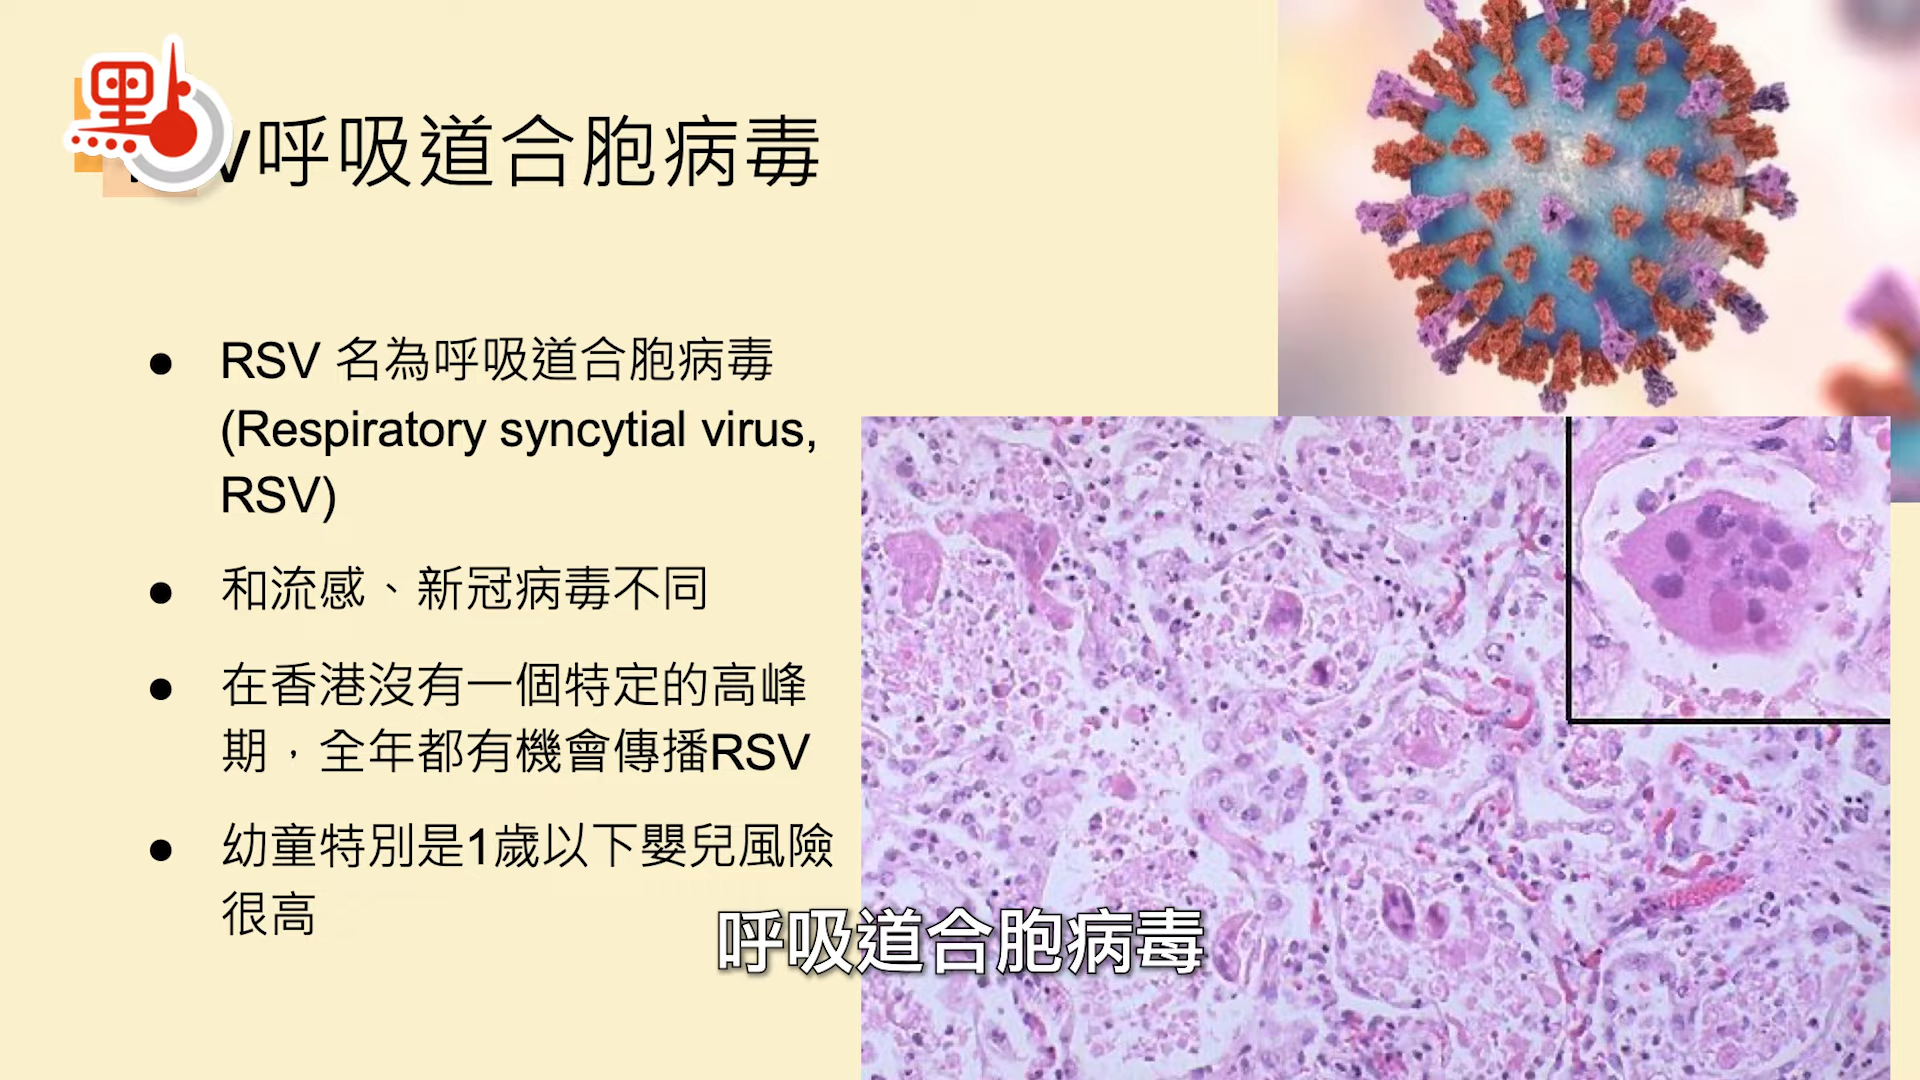 點
RSV呼吸道合胞病毒
RSV 名為呼吸道合胞病毒
(Respiratory syncytial virus,
RSV)
和流感、新冠病毒不同
在香港沒有一個特定的高峰
期，全年都有機會傳播RSV
幼童特別是1歲以下嬰兒風險
很高
呼吸道合胞病毒